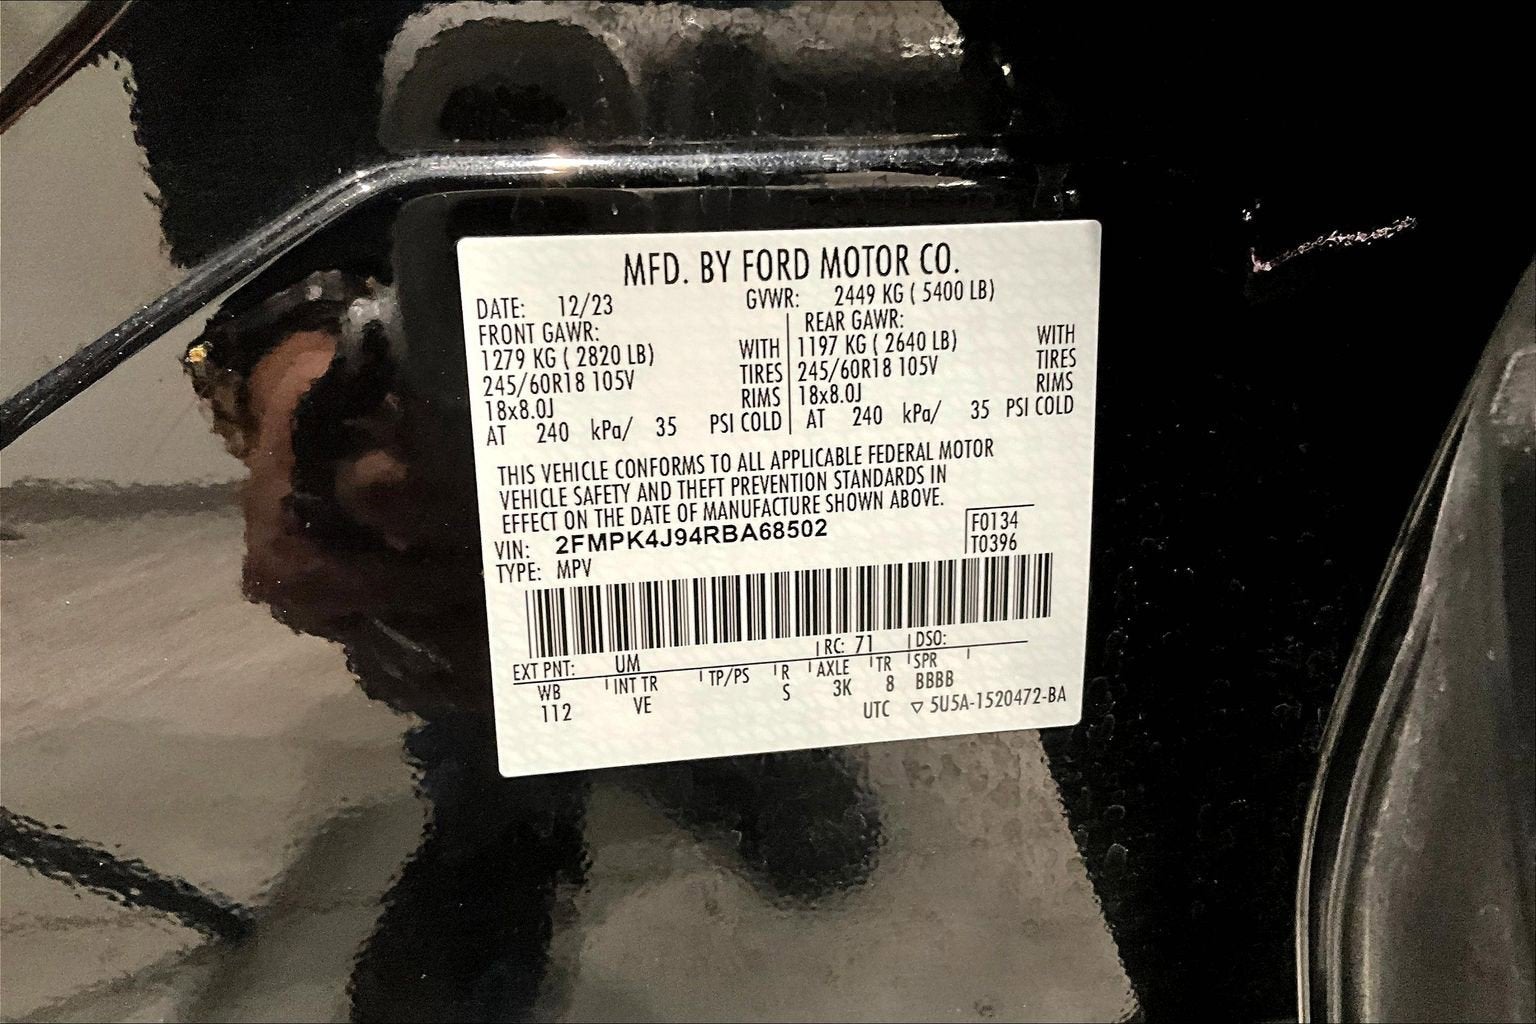 MFD. BY FORD MOTOR CO.
DATE: 12/23 GVWR: 2449 KG ( 5400 LB)
FRONT GAWR: REAR GAWR:
1279 KG ( 2820 LB) WITH 1197 KG ( 2640 LB) WITH
245/60R18 105V TIRES 245/60R18 105V TIRES
18x8.0J RIMS 18x8.0J RIMS
AT 240 kPa/ 35 PSI COLD AT 240 kPa/ 35 PSI COLD
THIS VEHICLE CONFORMS TO ALL APPLICABLE FEDERAL MOTOR
VEHICLE SAFETY AND THEFT PREVENTION STANDARDS IN
EFFECT ON THE DATE OF MANUFACTURE SHOWN ABOVE.
VIN: 2FMPK4J94RBA68502 F0134
TYPE: MPV T0396
EXT PNT: UM RC: 71 DSO:
WB INT TR TP/PS R AXLE TR SPR
112 VE S 3K 8 BBBB
UTC ▽ 5U5A-1520472-BA